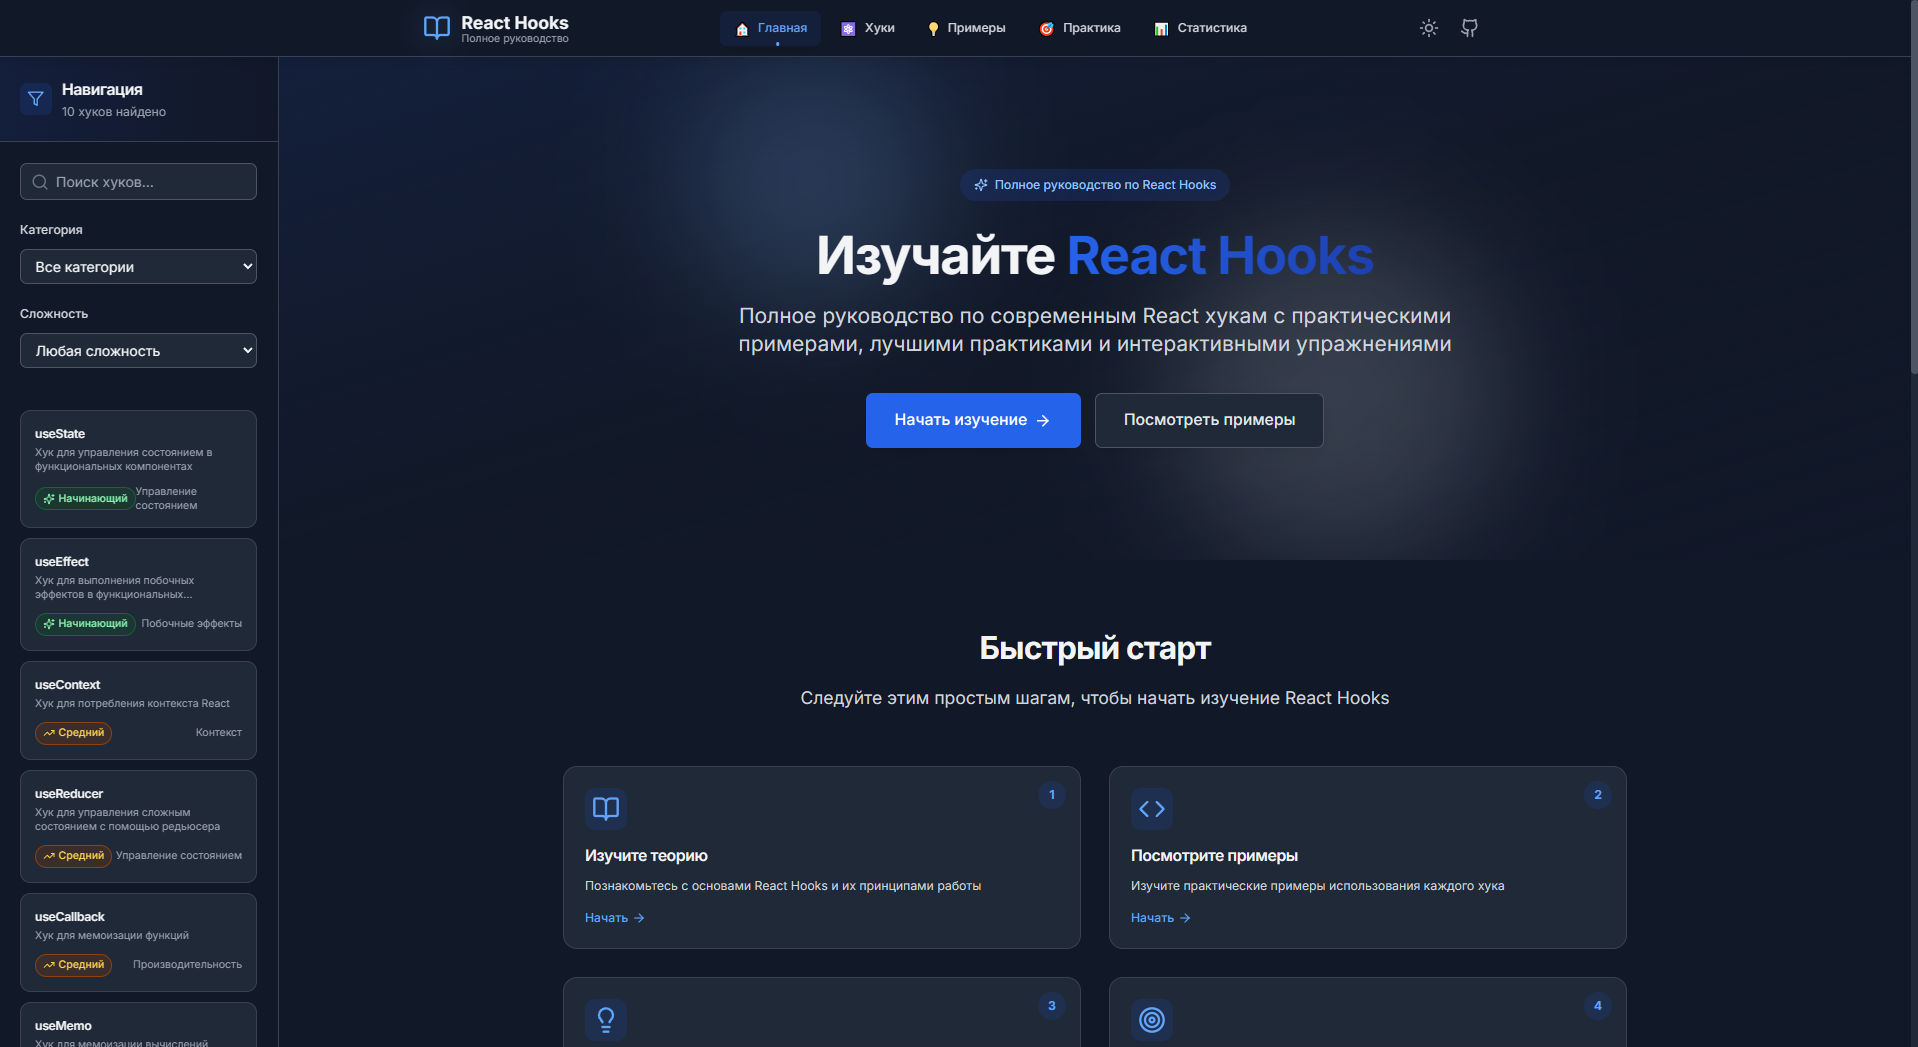 React Hooks
Полное руководство
Главная
Хуки
Примеры
Практика
Статистика
Навигация
10 хуков найдено
Поиск хуков...
Категория
Все категории
Сложность
Любая сложность
useState
Хук для управления состоянием в
функциональных компонентах
Начинающий
Управление
состоянием
useEffect
Хук для выполнения побочных
эффектов в функциональных...
Начинающий
Побочные эффекты
useContext
Хук для потребления контекста React
Средний
Контекст
useReducer
Хук для управления сложным
состоянием с помощью редьюсера
Средний
Управление состоянием
useCallback
Хук для мемоизации функций
Средний
Производительность
useMemo
Хук для мемоизации вычислений
Полное руководство по React Hooks
Изучайте React Hooks
Полное руководство по современным React хукам с практическими
примерами, лучшими практиками и интерактивными упражнениями
Начать изучение →
Посмотреть примеры
Быстрый старт
Следуйте этим простым шагам, чтобы начать изучение React Hooks
1
Изучите теорию
Познакомьтесь с основами React Hooks и их принципами работы
Начать →
2
Посмотрите примеры
Изучите практические примеры использования каждого хука
Начать →
3
4